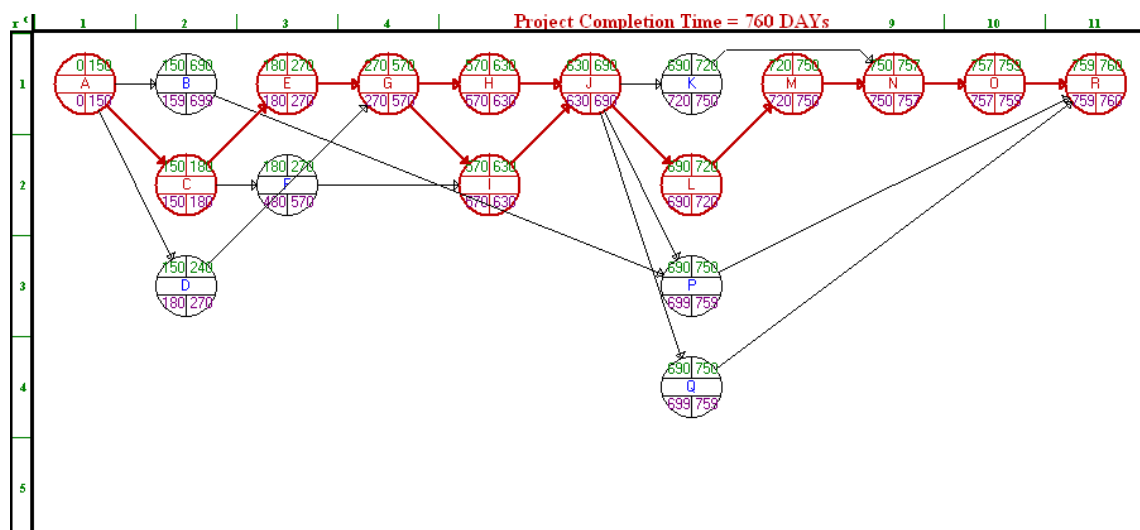 r c 1 2 3 4 Project Completion Time = 760 DAYs 9 10 11
1
0 150 150 690 180 270 270 570 570 630 630 690 690 720 720 750 750 757 757 759 759 760
A B E G H J K M N O R
0 150 159 699 180 270 270 570 570 630 630 690 720 750 720 750 750 757 757 759 759 760
2
150 180 180 270 570 630 690 720
C F I L
150 180 480 570 570 630 690 720
3
150 240 690 750
D P
180 270 699 759
4
690 750
Q
699 759
5